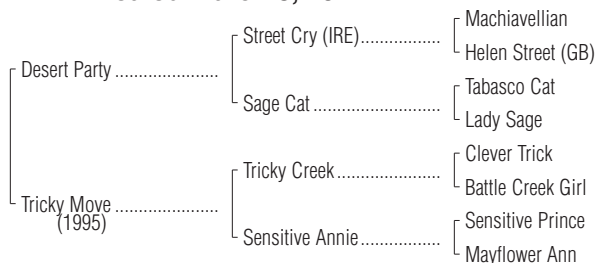 Machiavellian
Street Cry (IRE)
Helen Street (GB)
Desert Party
Tabasco Cat
Sage Cat
Lady Sage
Clever Trick
Tricky Creek
Battle Creek Girl
Tricky Move
(1995)
Sensitive Prince
Sensitive Annie
Mayflower Ann